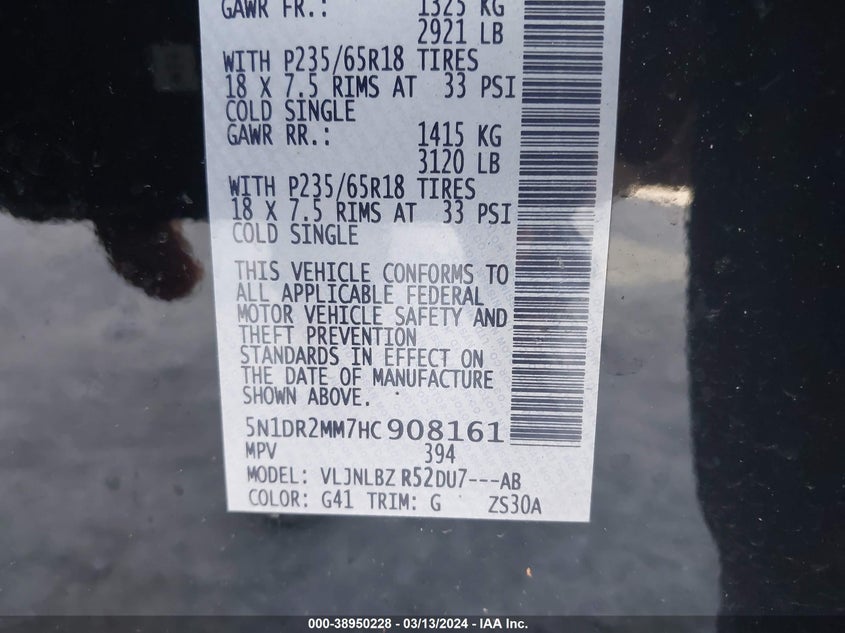 GAWR FR.: 1325 KG
2921 LB
WITH P235/65R18 TIRES
18 X 7.5 RIMS AT 33 PSI
COLD SINGLE
GAWR RR.: 1415 KG
3120 LB
WITH P235/65R18 TIRES
18 X 7.5 RIMS AT 33 PSI
COLD SINGLE
THIS VEHICLE CONFORMS TO
ALL APPLICABLE FEDERAL
MOTOR VEHICLE SAFETY AND
THEFT PREVENTION
STANDARDS IN EFFECT ON
THE DATE OF MANUFACTURE
SHOWN ABOVE.
5N1DR2MM7HC908161
MPV 394
MODEL: VLJNLBZ R52DU7---AB
COLOR: G41 TRIM: G ZS30A
000-38950228 - 03/13/2024 - IAA Inc.